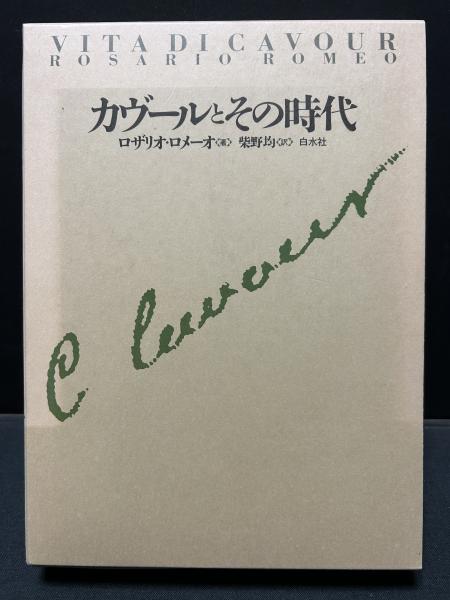 VITA DI CAVOUR
ROSARIO ROMEO
カヴールとその時代
ロザリオ・ロメーオ〈著〉 柴野均〈訳〉 白水社
C Cavour